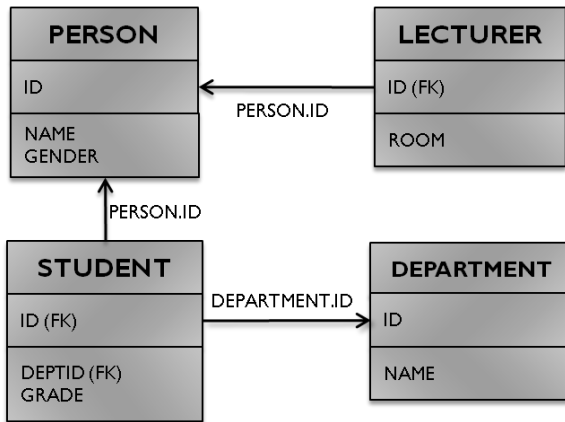 PERSON
ID
NAME
GENDER
LECTURER
ID (FK)
ROOM
PERSON.ID
PERSON.ID
STUDENT
ID (FK)
DEPTID (FK)
GRADE
DEPARTMENT.ID
DEPARTMENT
ID
NAME